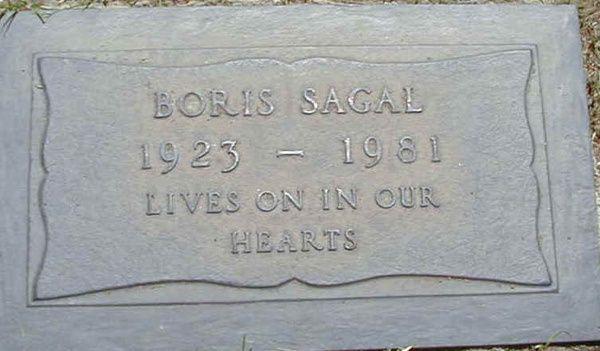 BORIS SAGAL
1923 – 1981
LIVES ON IN OUR
HEARTS